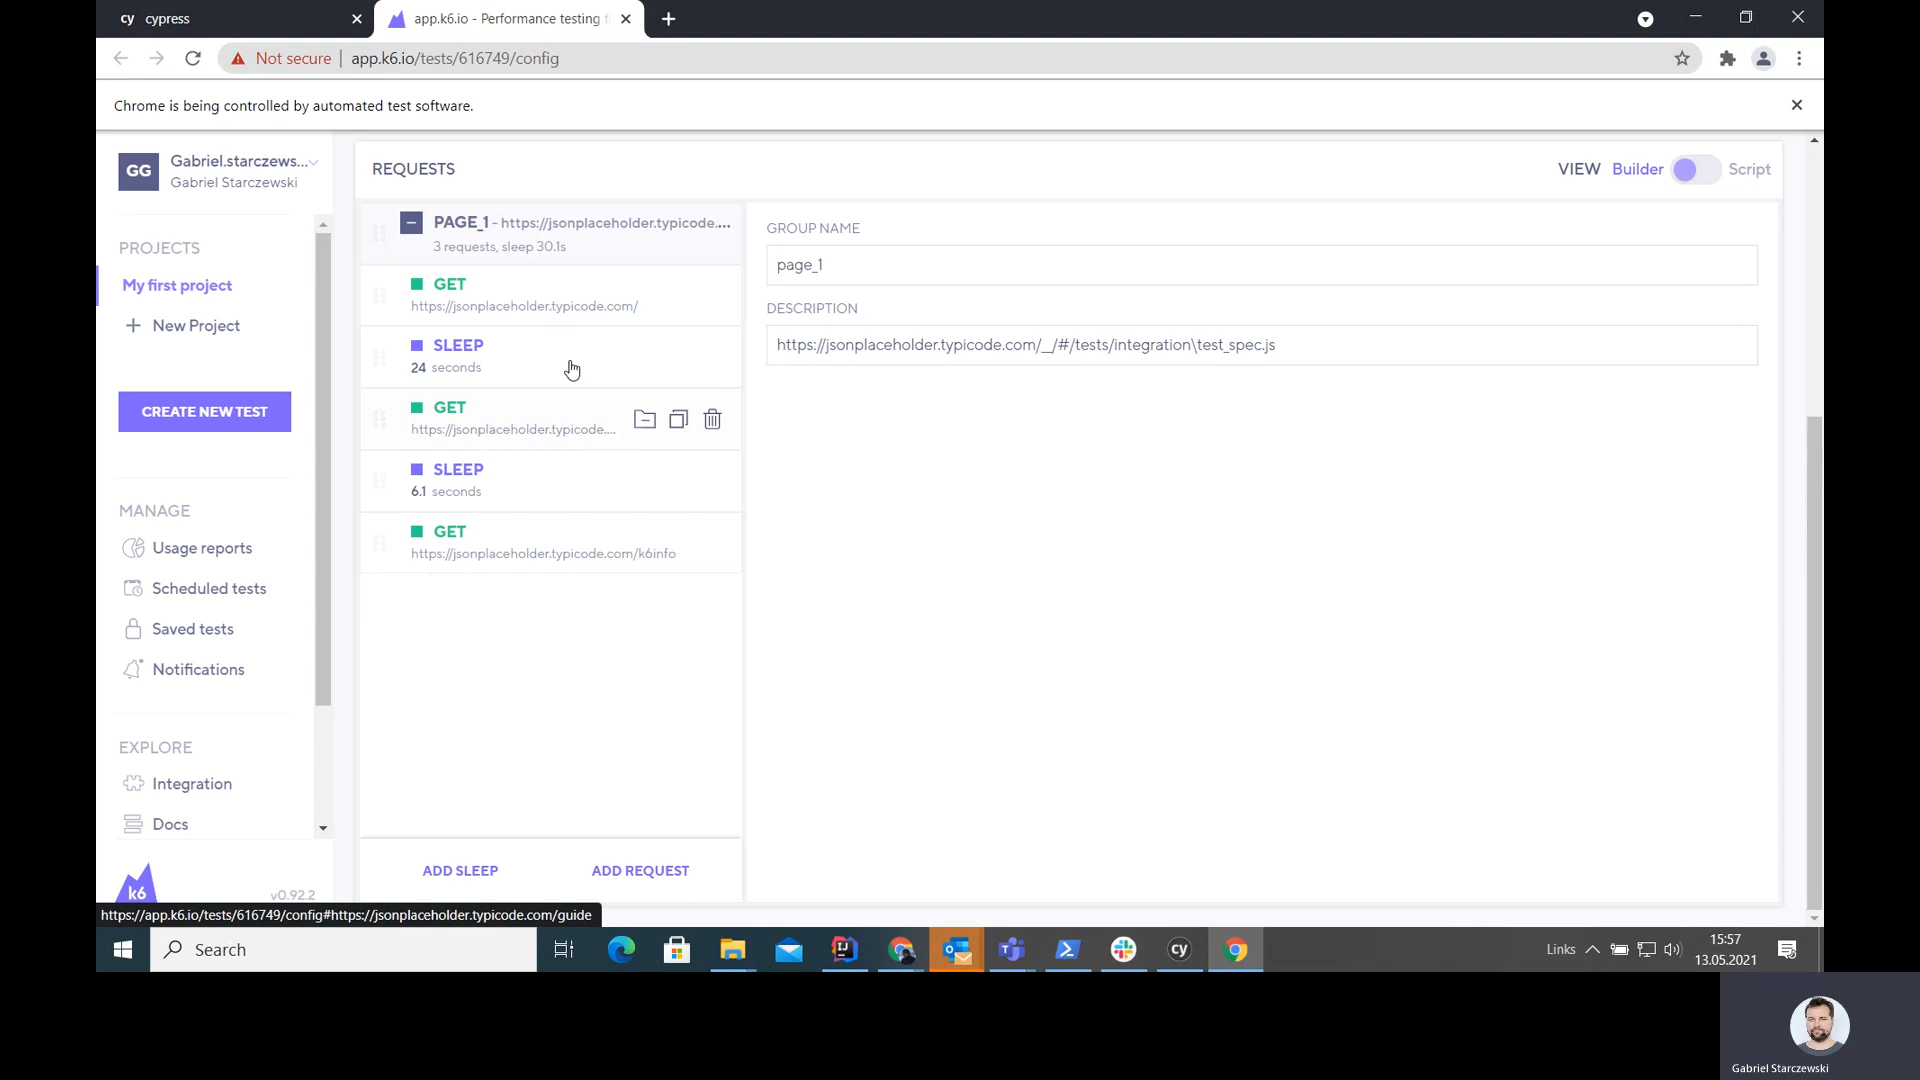 cypress
app.k6.io - Performance testing f
Not secure
app.k6.io/tests/616749/config
Chrome is being controlled by automated test software.
GG
Gabriel.starczews...
Gabriel Starczewski
PROJECTS
My first project
New Project
CREATE NEW TEST
MANAGE
Usage reports
Scheduled tests
Saved tests
Notifications
EXPLORE
Integration
Docs
k6
v0.92.2
REQUESTS
VIEW Builder Script
PAGE_1 - https://jsonplaceholder.typicode....
3 requests, sleep 30.1s
GET
https://jsonplaceholder.typicode.com/
SLEEP
24 seconds
GET
https://jsonplaceholder.typicode....
SLEEP
6.1 seconds
GET
https://jsonplaceholder.typicode.com/k6info
ADD SLEEP
ADD REQUEST
GROUP NAME
page_1
DESCRIPTION
https://jsonplaceholder.typicode.com/__/#/tests/integration\test_spec.js
https://app.k6.io/tests/616749/config#https://jsonplaceholder.typicode.com/guide
Search
cy
Links
15:57
13.05.2021
Gabriel Starczewski